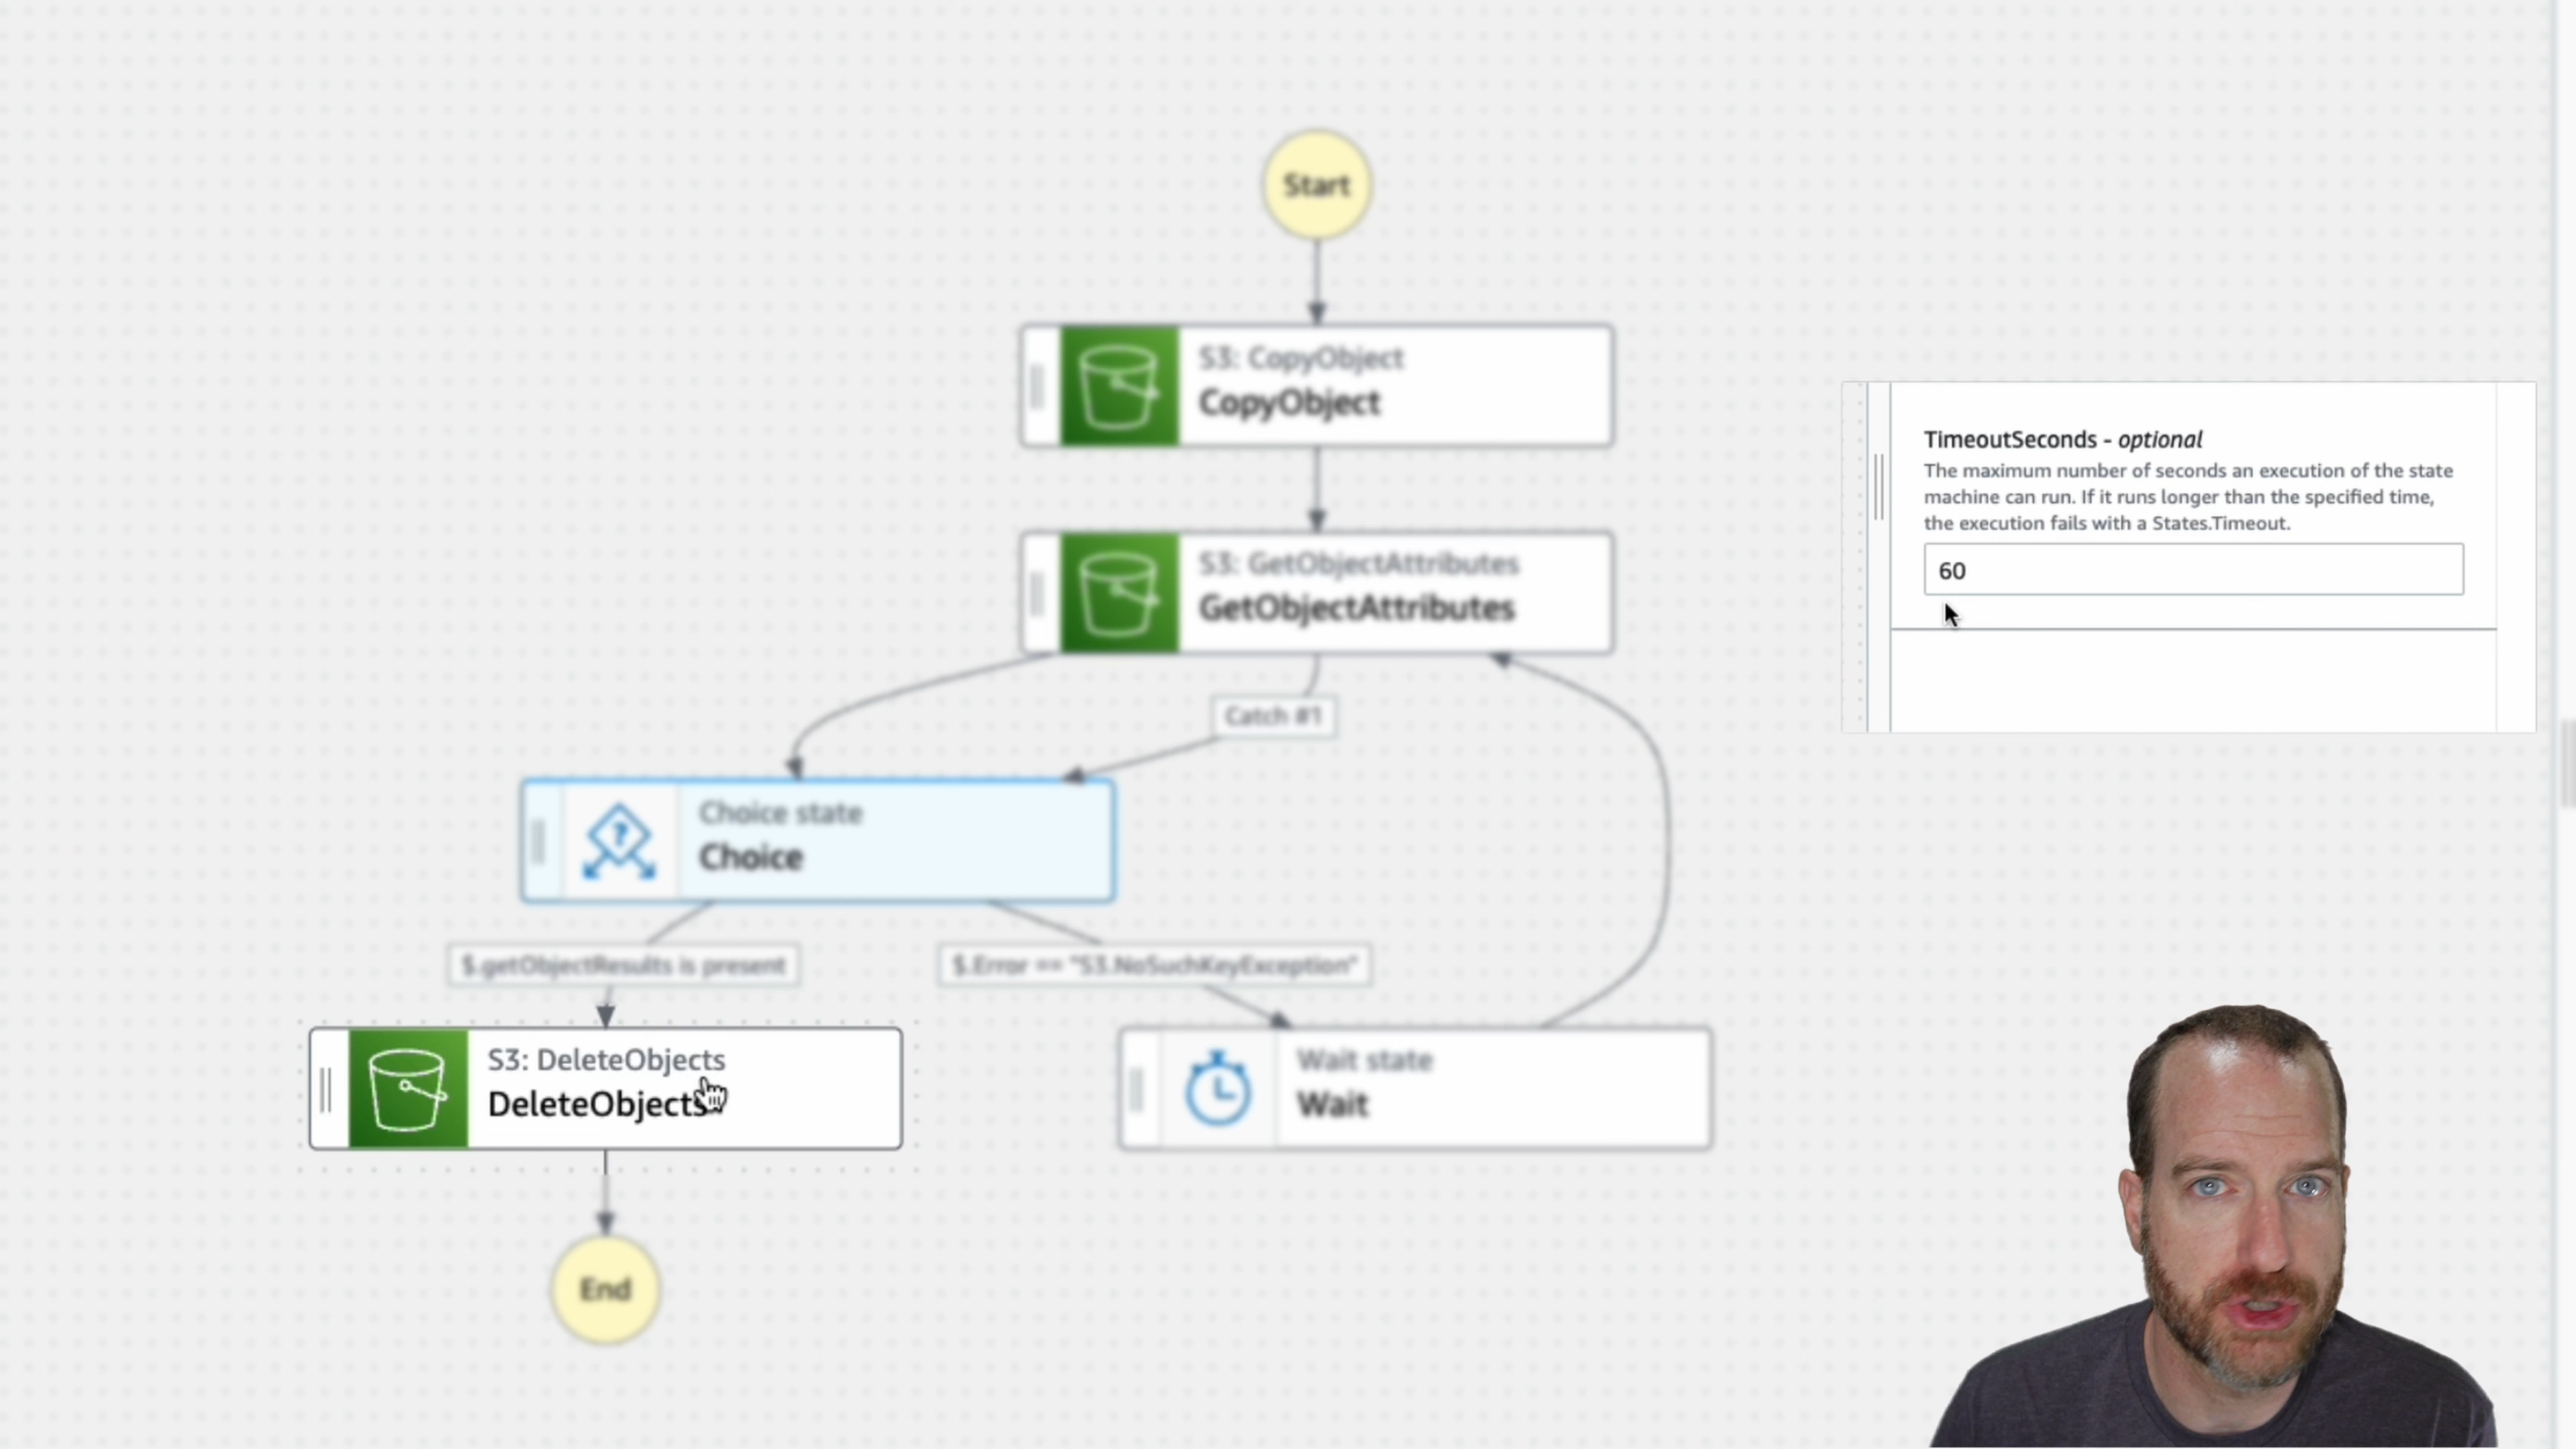 Start
S3: CopyObject
CopyObject
S3: GetObjectAttributes
GetObjectAttributes
Catch #1
Choice state
Choice
$.getObjectResults is present
$.Error == "S3.NoSuchKeyException"
S3: DeleteObjects
DeleteObjects
Wait state
Wait
End
TimeoutSeconds - optional
The maximum number of seconds an execution of the state
machine can run. If it runs longer than the specified time,
the execution fails with a States.Timeout.
60